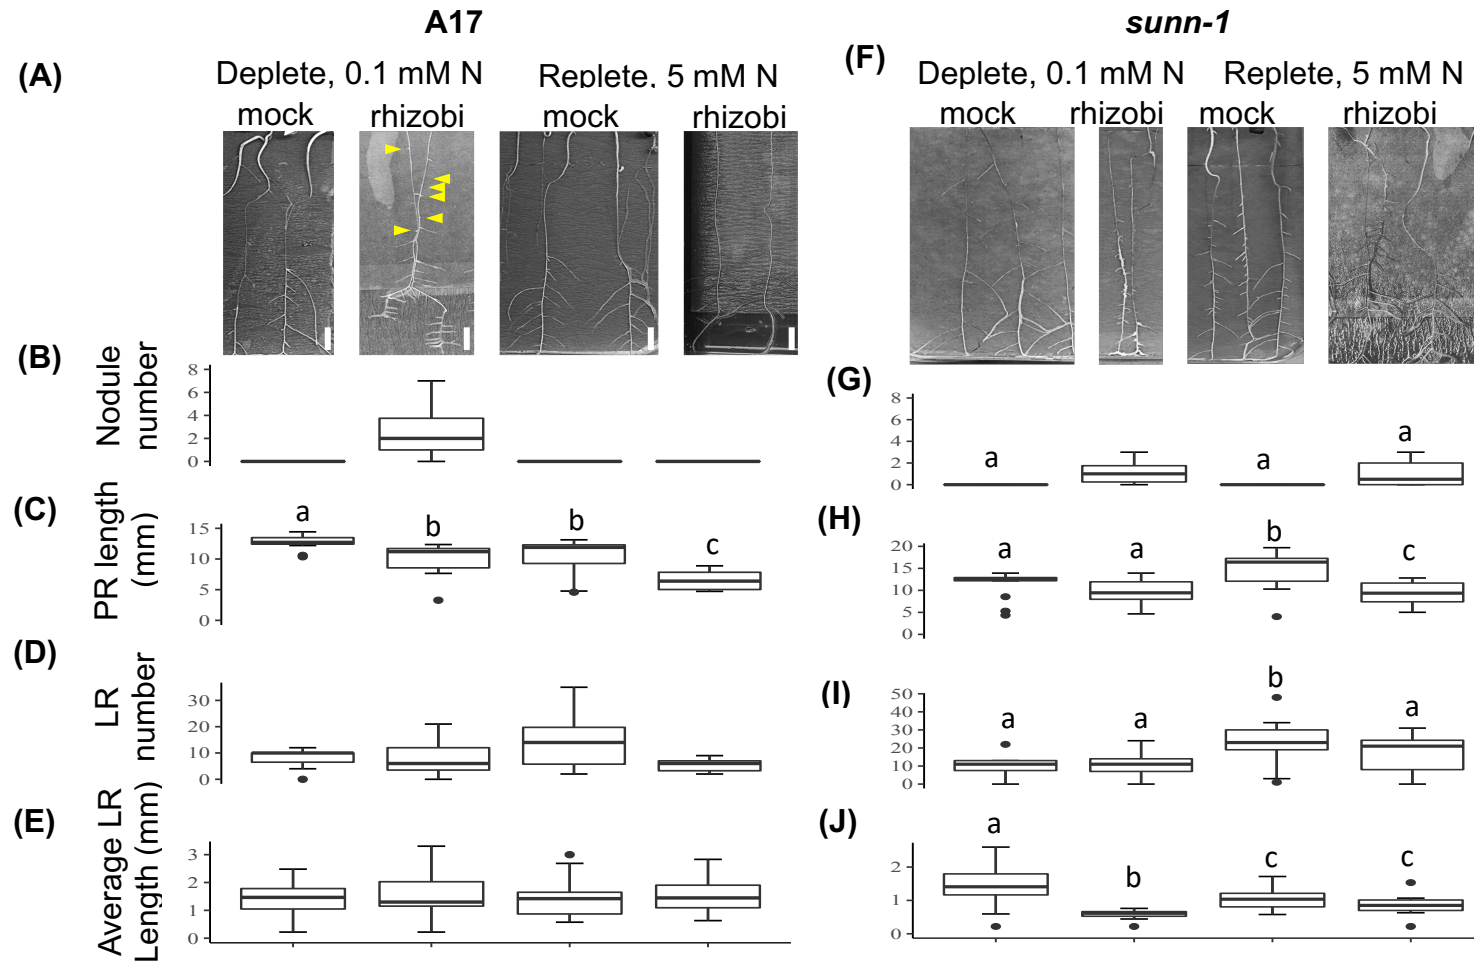 A17
sunn-1
(A)
Deplete, 0.1 mM N
Replete, 5 mM N
mock
rhizobi
mock
rhizobi
(F)
Deplete, 0.1 mM N
Replete, 5 mM N
mock
rhizobi
mock
rhizobi
(B)
Nodule
number
8
6
4
2
0
(G)
8
6
4
2
0
a
a
a
(C)
PR length
(mm)
15
10
5
0
a
b
b
c
(H)
20
15
10
5
0
a
a
b
c
(D)
LR
number
30
20
10
0
(I)
50
40
30
20
10
0
a
a
b
a
(E)
Average LR
Length (mm)
3
2
1
0
(J)
2
1
0
a
b
c
c